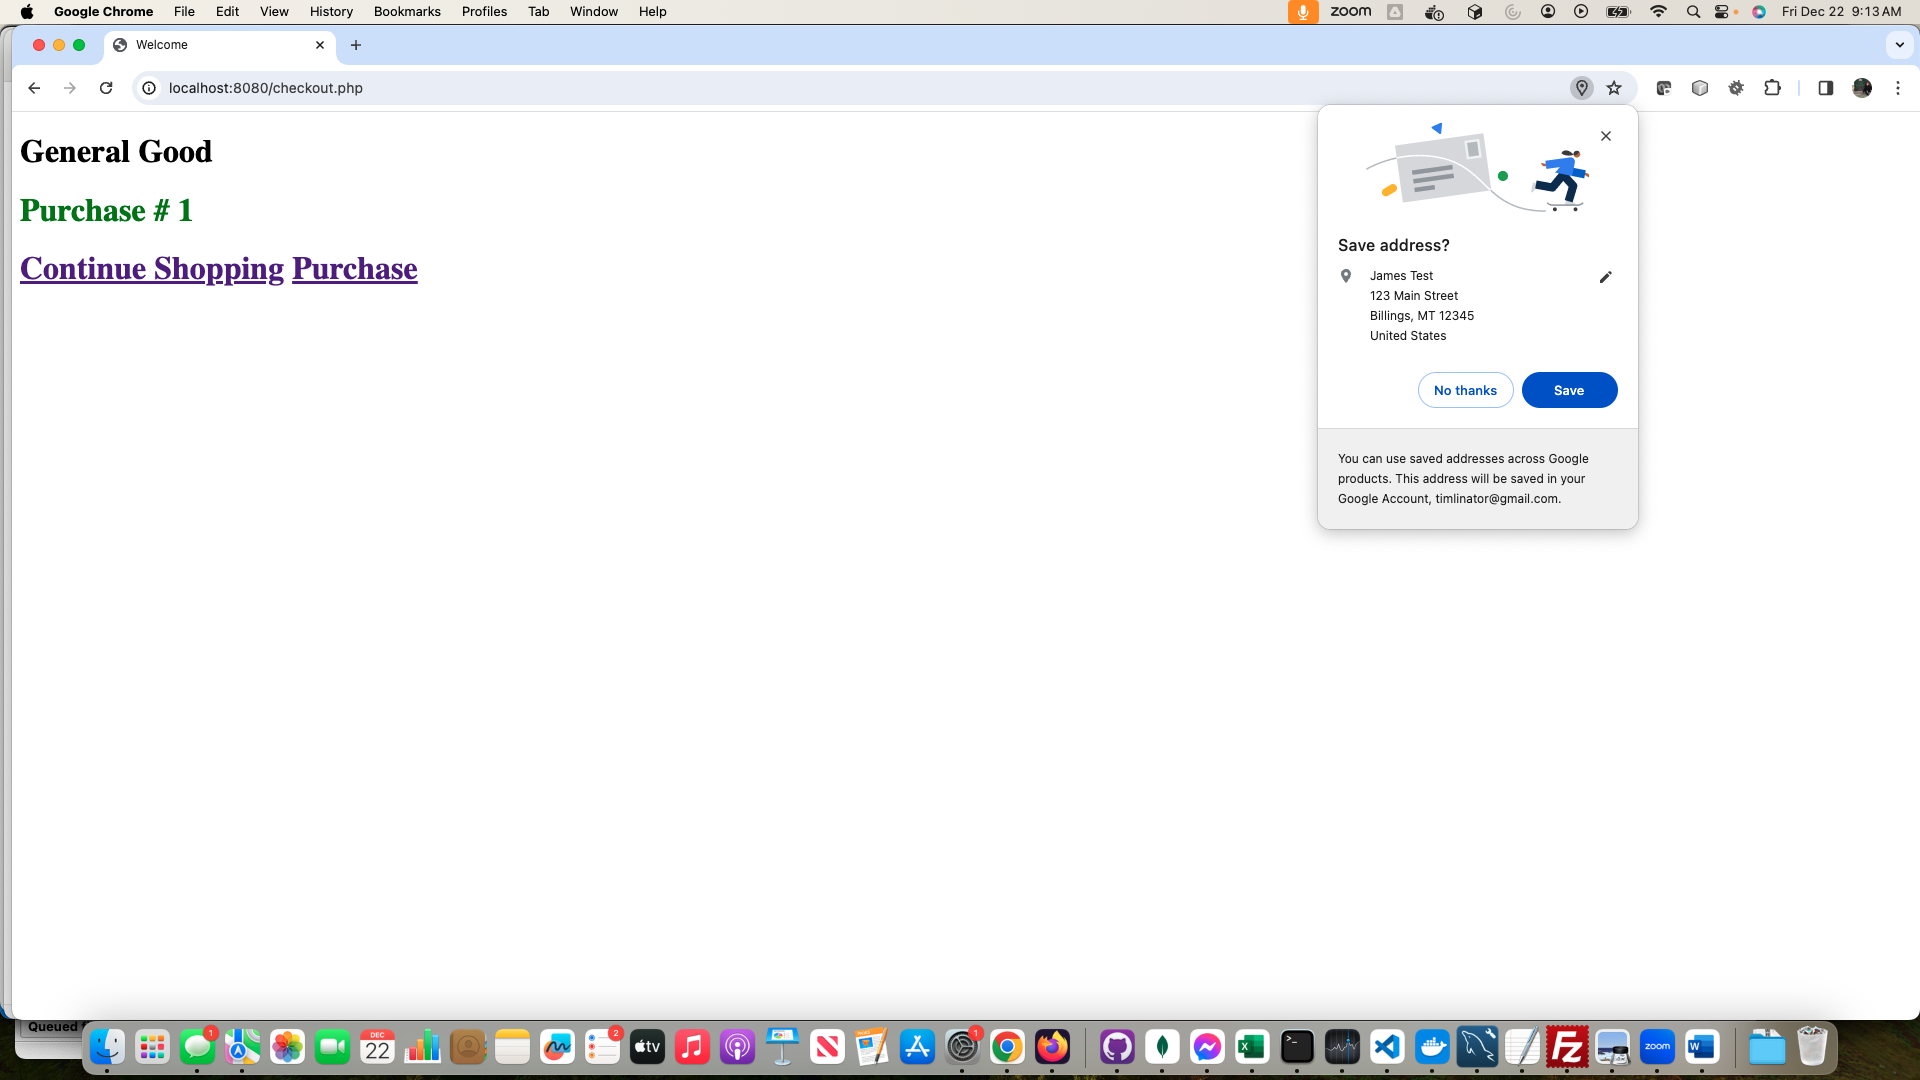 Google Chrome File Edit View History Bookmarks Profiles Tab Window Help zoom Fri Dec 22 9:13 AM
Welcome
localhost:8080/checkout.php
General Good
Purchase # 1
Continue Shopping Purchase
Save address?
James Test
123 Main Street
Billings, MT 12345
United States
No thanks Save
You can use saved addresses across Google
products. This address will be saved in your
Google Account, timlinator@gmail.com.
Queued
1 DEC 22 2 tv 1 X >_ Fz zoom W